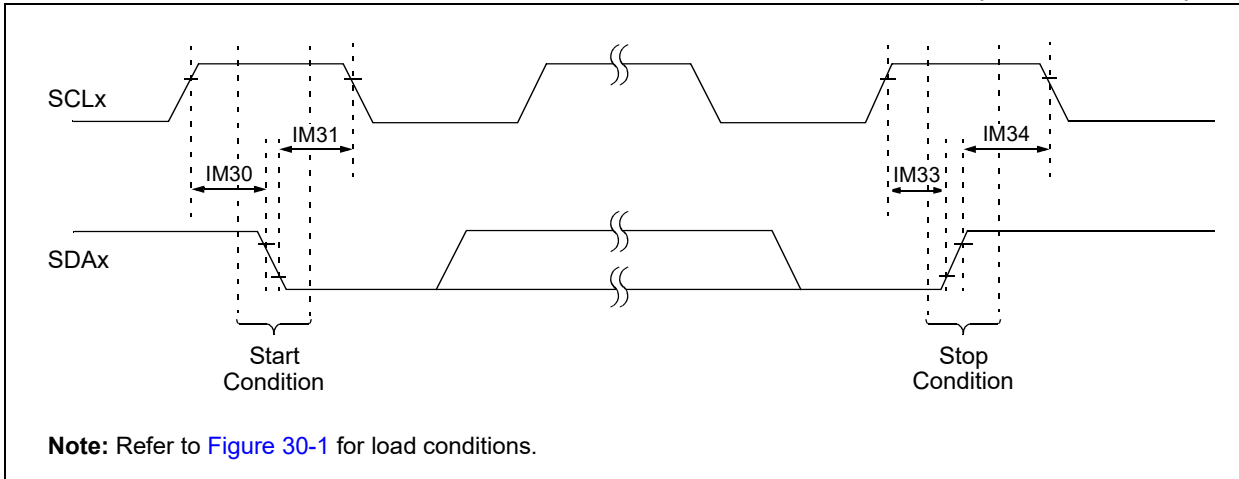 SCLx
IM31
IM34
IM30
IM33
SDAx
Start
Condition
Stop
Condition
Note: Refer to Figure 30-1 for load conditions.